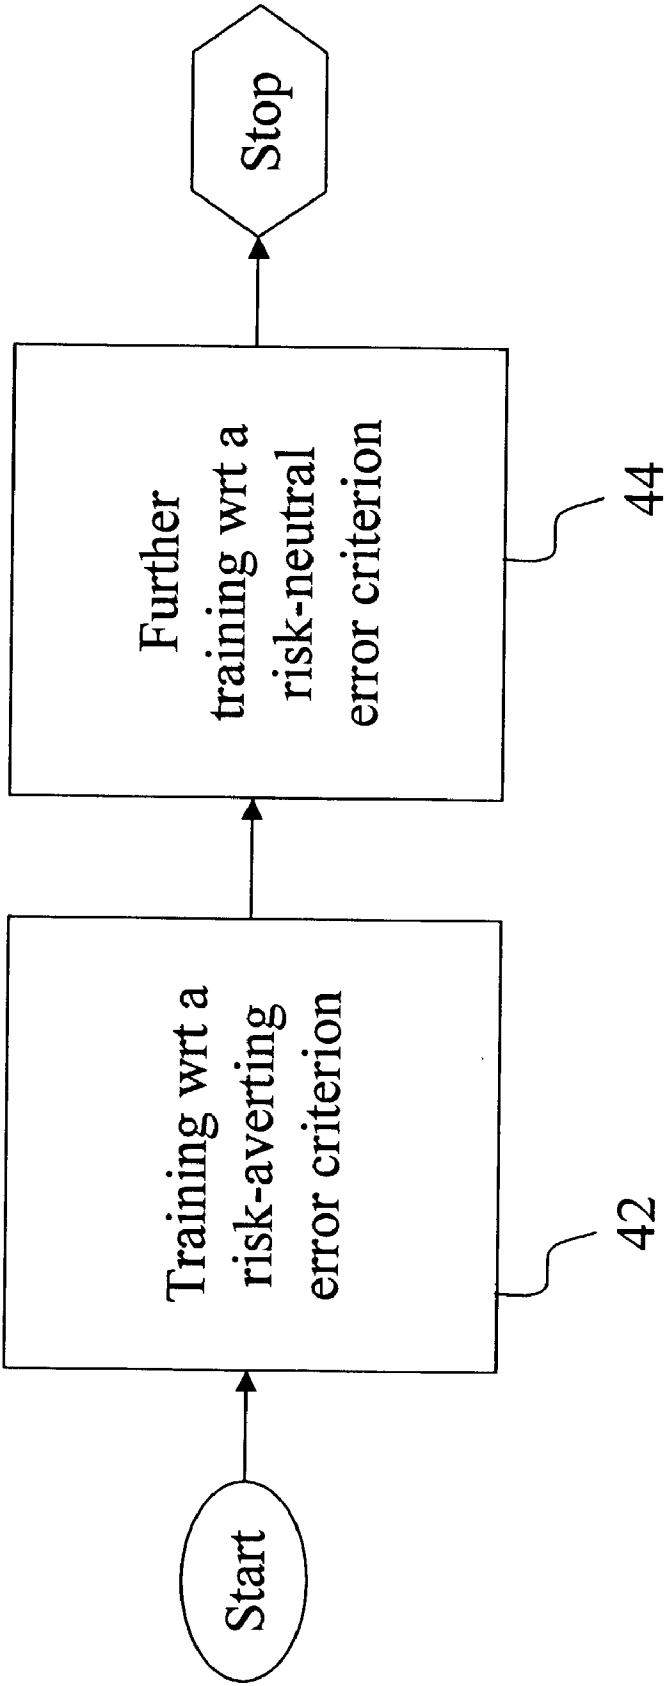 Start
Training wrt a
risk-averting
error criterion
42
Further
training wrt a
risk-neutral
error criterion
44
Stop